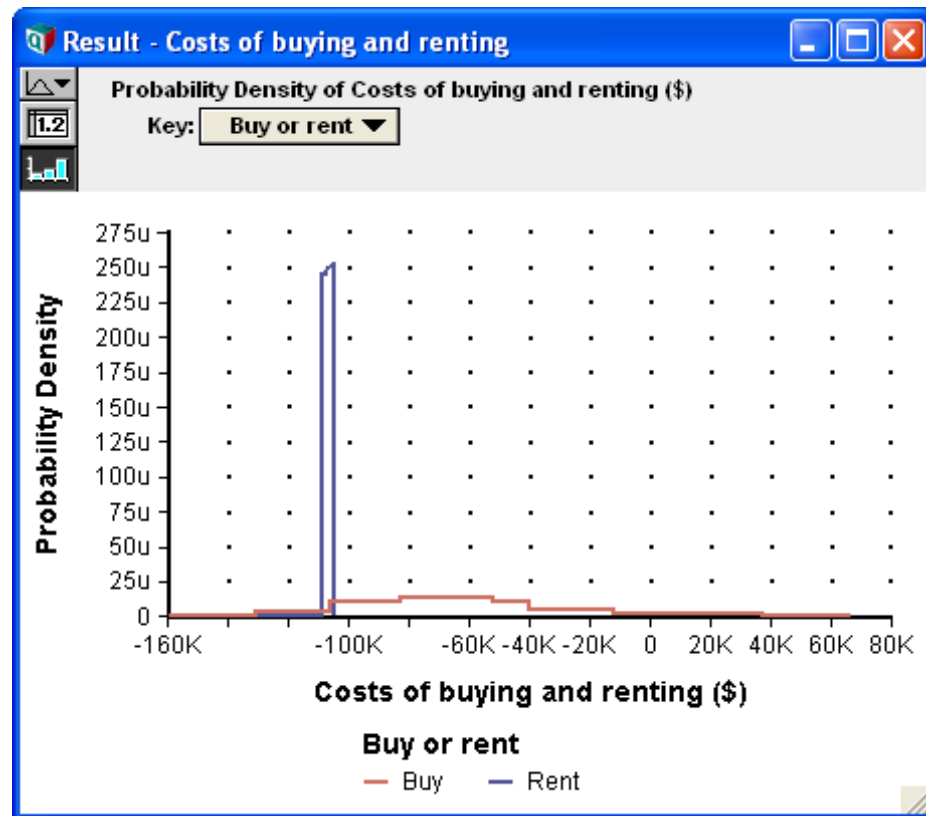 Result - Costs of buying and renting
Probability Density of Costs of buying and renting ($)
1.2
Key: Buy or rent
275u
250u
225u
200u
175u
150u
125u
100u
75u
50u
25u
0
Probability Density
-160K -100K -60K -40K -20K 0 20K 40K 60K 80K
Costs of buying and renting ($)
Buy or rent
Buy Rent